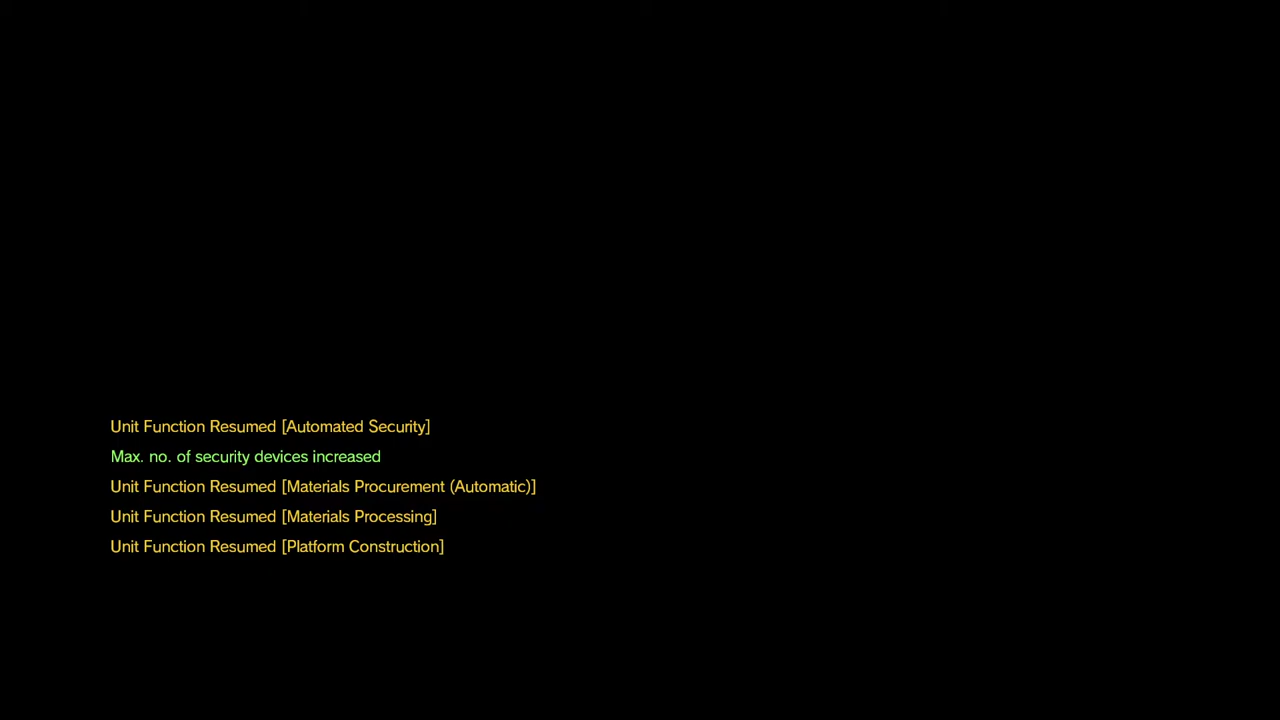 Unit Function Resumed [Automated Security]
Max. no. of security devices increased
Unit Function Resumed [Materials Procurement (Automatic)]
Unit Function Resumed [Materials Processing]
Unit Function Resumed [Platform Construction]